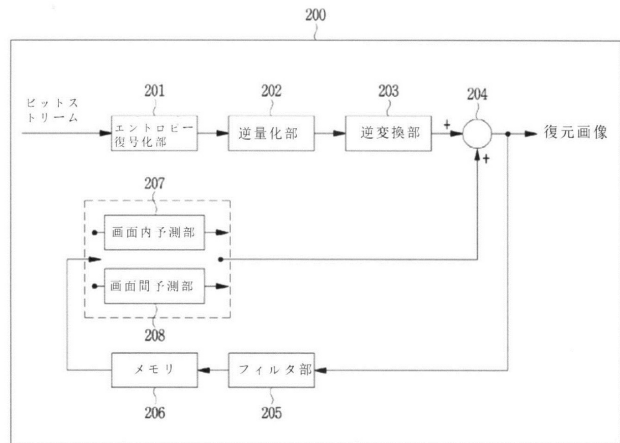 200
ビットス
トリーム
201
エントロピー
復号化部
202
逆量化部
203
逆変換部
+
204
+
復元画像
207
画面内予測部
画面間予測部
208
メモリ
206
フィルタ部
205